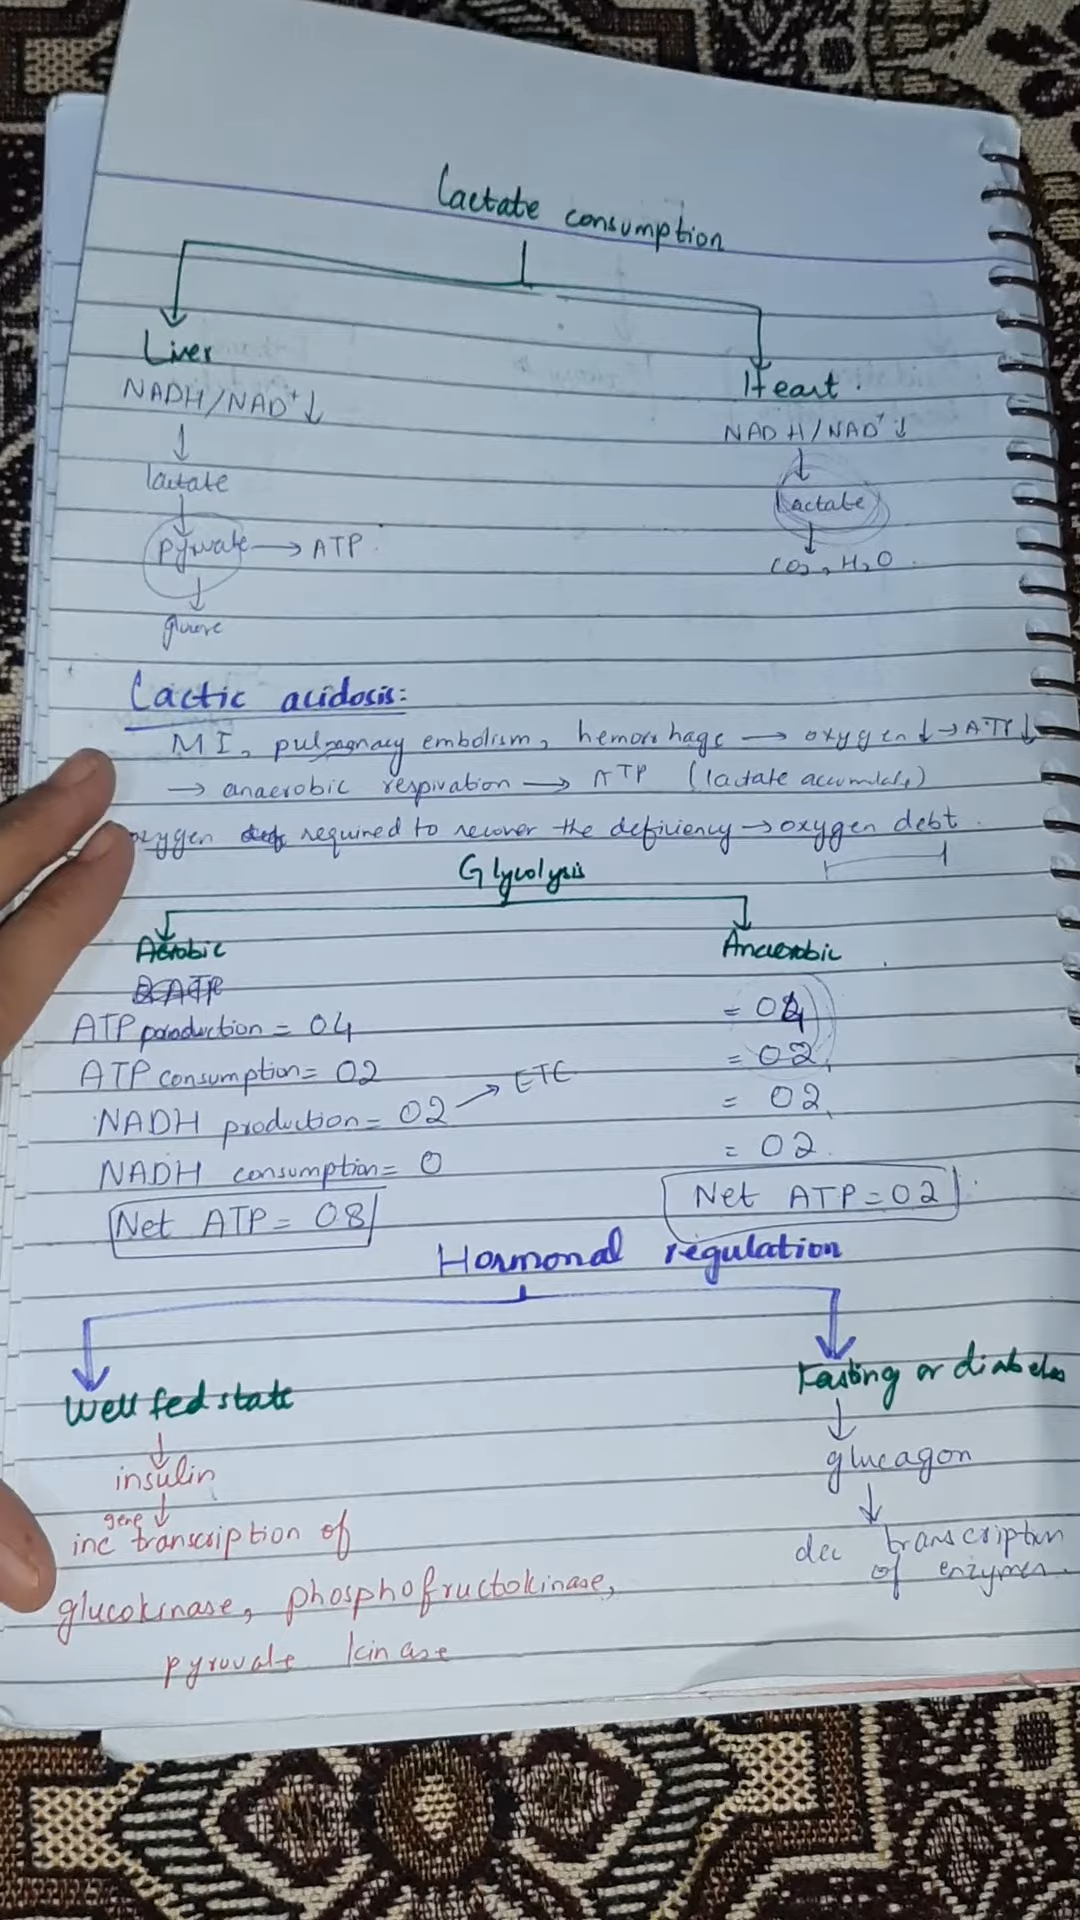 Lactate consumption
Liver
NADH/NAD⁺↓
lactate
pyruvate → ATP
Heart.
NADH/NAD⁺↓
Lactate
CO₂, H₂O
Lactic acidosis:
MI, embolism, hemorrhage → oxygen↓ → ATP↓
→ anaerobic respiration → ATP (lactate accumulate)
oxygen required to recover the deficiency → oxygen debt.
Glycolysis
Aerobic
ATP production = 04
ATP consumption = 02
NADH production = 02 → ETC
NADH consumption = 0
Net ATP = 08
Anaerobic
= 04
= 02
= 02
= 02
Net ATP = 02
Hormonal regulation
Well fed state
insulin
gene
inc transcription of
glucokinase, phosphofructokinase,
pyruvate kinase
Fasting or diabetes
glucagon
dec transcription
of enzymes.